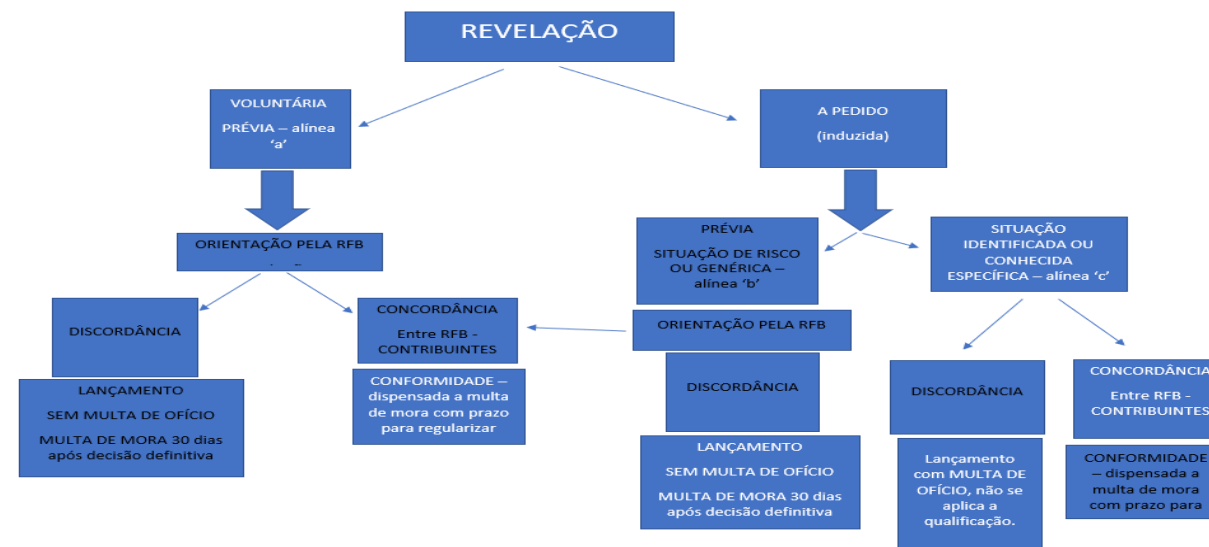 REVELAÇÃO
VOLUNTÁRIA
PRÉVIA – alínea
‘a’
A PEDIDO
(induzida)
ORIENTAÇÃO PELA RFB
PRÉVIA
SITUAÇÃO DE RISCO
OU GENÉRICA –
alínea ‘b’
SITUAÇÃO
IDENTIFICADA OU
CONHECIDA
ESPECÍFICA – alínea ‘c’
DISCORDÂNCIA
CONCORDÂNCIA
Entre RFB -
CONTRIBUINTES
ORIENTAÇÃO PELA RFB
LANÇAMENTO
SEM MULTA DE OFÍCIO
MULTA DE MORA 30 dias
após decisão definitiva
CONFORMIDADE –
dispensada a multa
de mora com prazo
para regularizar
DISCORDÂNCIA
LANÇAMENTO
SEM MULTA DE OFÍCIO
MULTA DE MORA 30 dias
após decisão definitiva
DISCORDÂNCIA
Lançamento
com MULTA DE
OFÍCIO, não se
aplica a
qualificação.
CONCORDÂNCIA
Entre RFB -
CONTRIBUINTES
CONFORMIDADE
– dispensada a
multa de mora
com prazo para